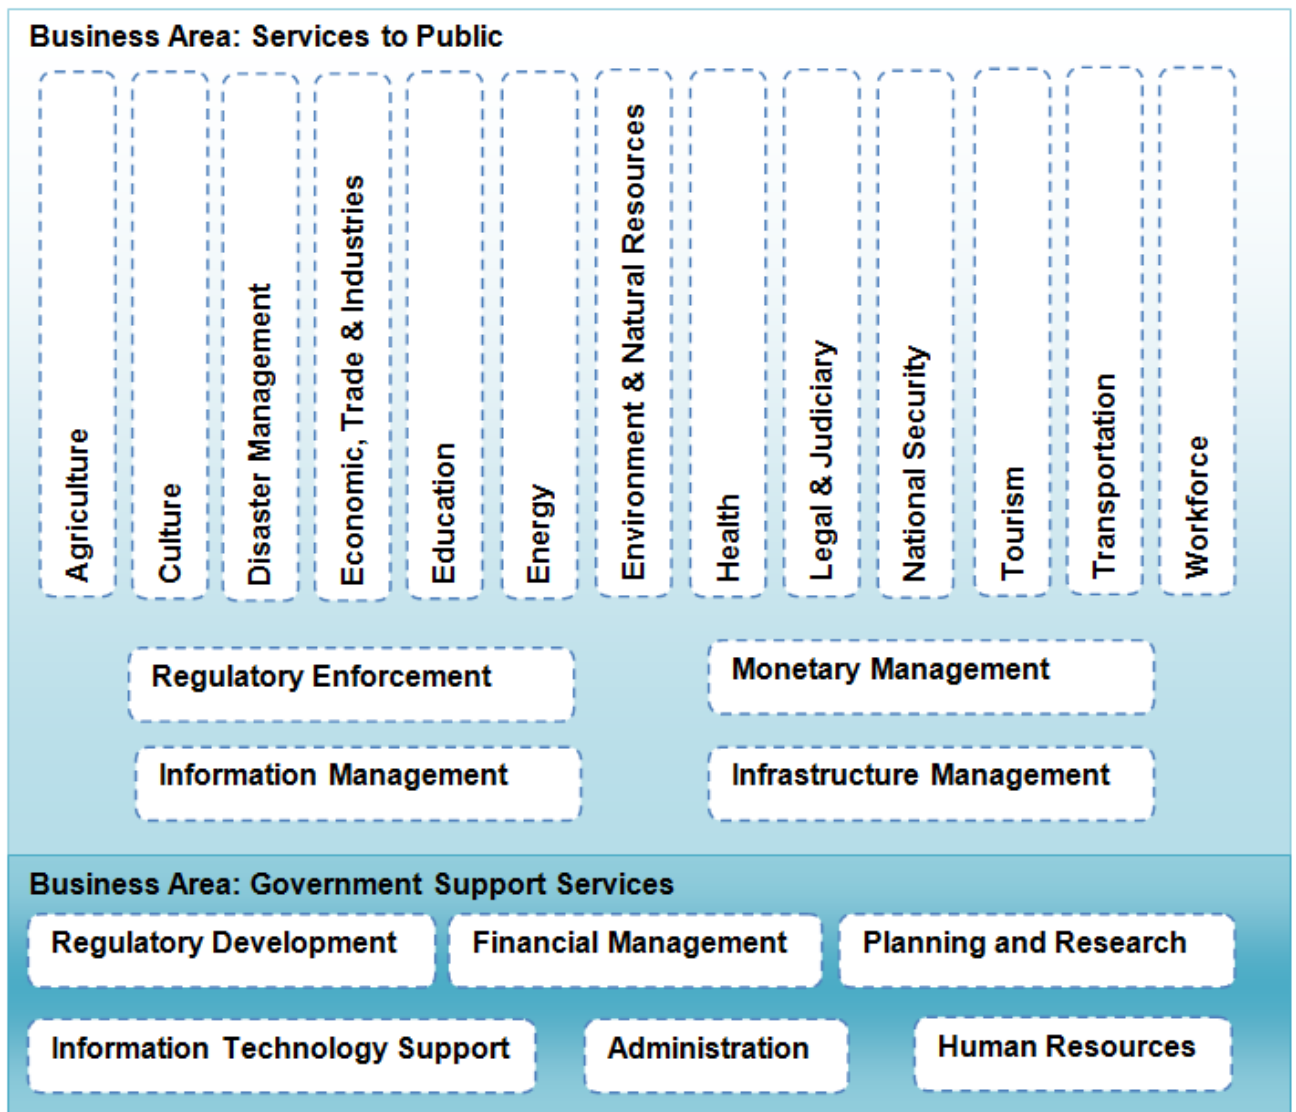 Business Area: Services to Public
Agriculture
Culture
Disaster Management
Economic, Trade & Industries
Education
Energy
Environment & Natural Resources
Health
Legal & Judiciary
National Security
Tourism
Transportation
Workforce
Regulatory Enforcement
Monetary Management
Information Management
Infrastructure Management
Business Area: Government Support Services
Regulatory Development
Financial Management
Planning and Research
Information Technology Support
Administration
Human Resources